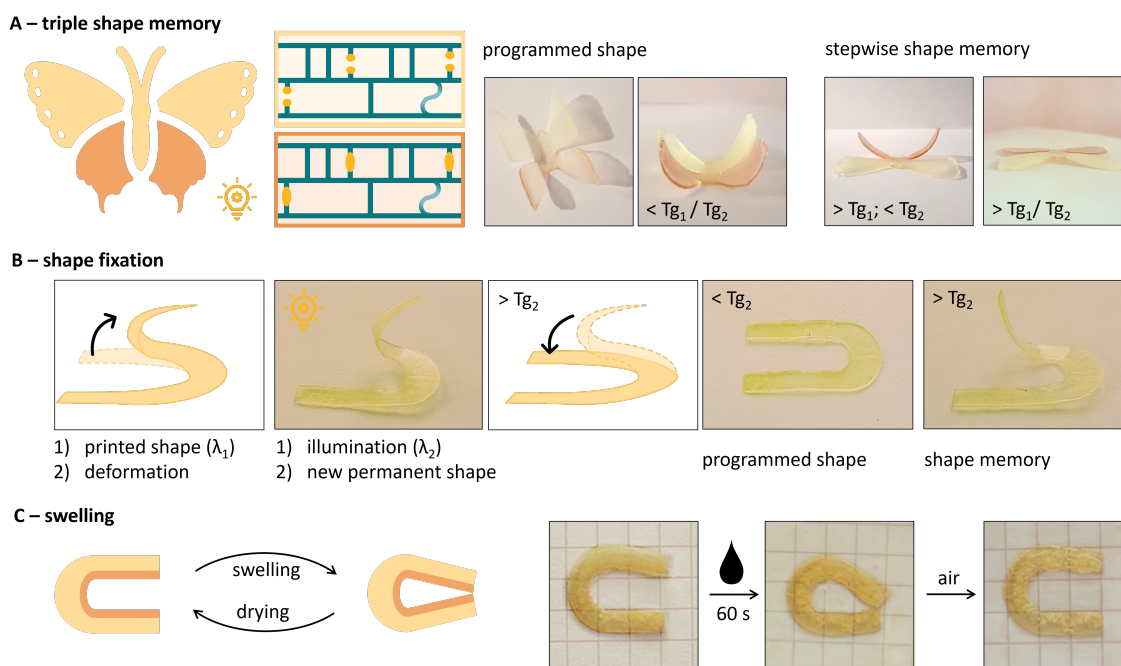 A – triple shape memory
programmed shape
stepwise shape memory
< Tg₁ / Tg₂
> Tg₁; < Tg₂
> Tg₁/ Tg₂
B – shape fixation
> Tg₂
< Tg₂
> Tg₂
1) printed shape (λ₁)
2) deformation
1) illumination (λ₂)
2) new permanent shape
programmed shape
shape memory
C – swelling
swelling
drying
60 s
air